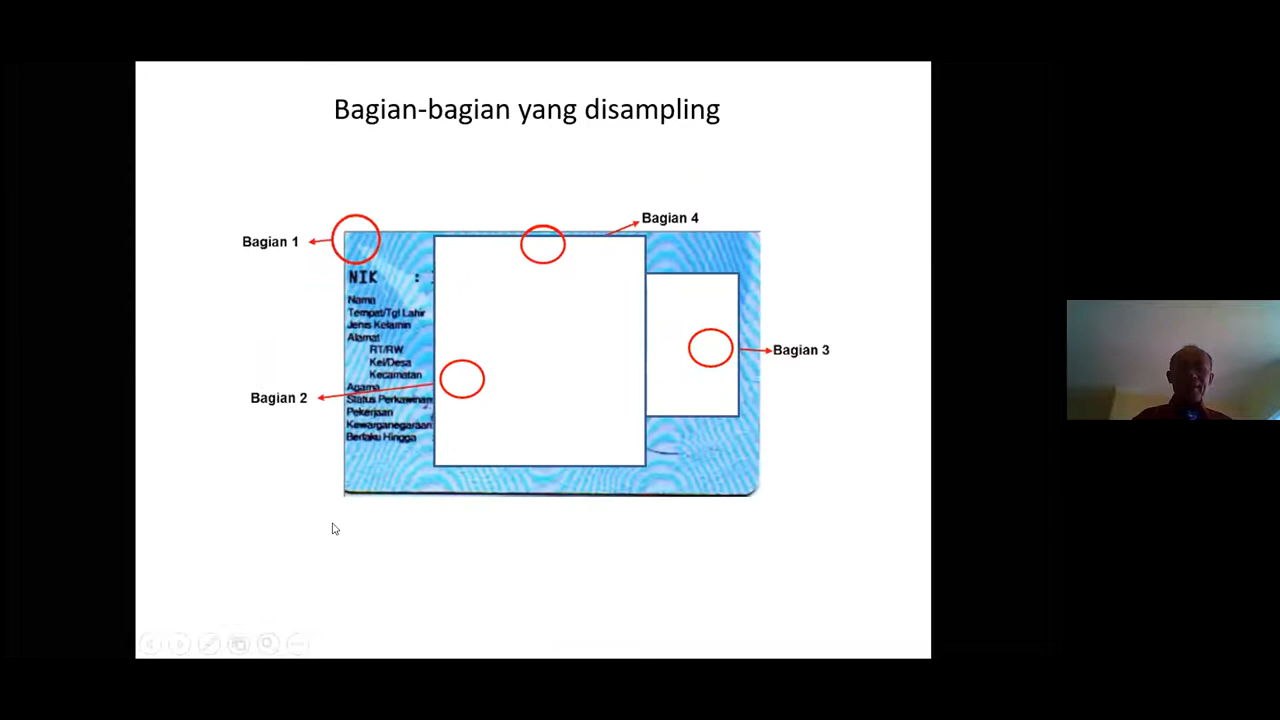 Bagian-bagian yang disampling
Bagian 4
Bagian 1
NIK :
Nama
Tempat/Tgl Lahir
Jenis Kelamin
Alamat
RT/RW
Bagian 3
Kel/Desa
Kecamatan
Agama
Bagian 2
Status Perkawinan
Pekerjaan
Kewarganegaraan
Berlaku Hingga